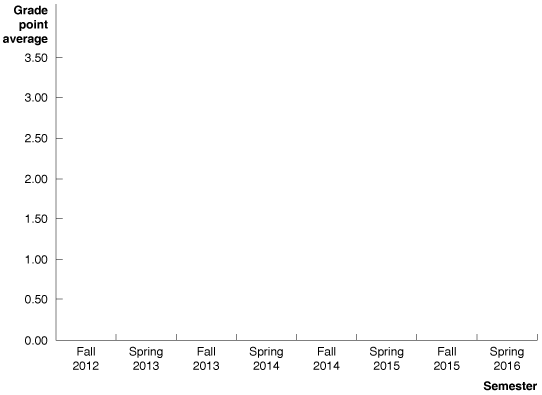 Grade
point
average
3.50
3.00
2.50
2.00
1.50
1.00
0.50
0.00
Fall Spring Fall Spring Fall Spring Fall Spring
2012 2013 2013 2014 2014 2015 2015 2016
Semester